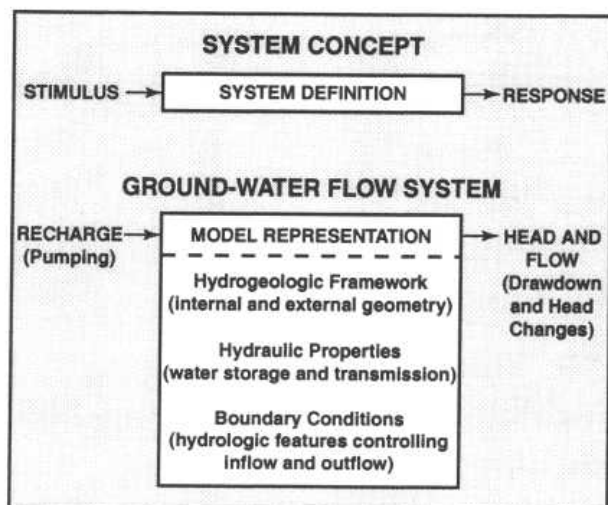 SYSTEM CONCEPT
STIMULUS
SYSTEM DEFINITION
RESPONSE
GROUND-WATER FLOW SYSTEM
RECHARGE
(Pumping)
MODEL REPRESENTATION
HEAD AND
FLOW
(Drawdown
and Head
Changes)
Hydrogeologic Framework
(internal and external geometry)
Hydraulic Properties
(water storage and transmission)
Boundary Conditions
(hydrologic features controlling
inflow and outflow)